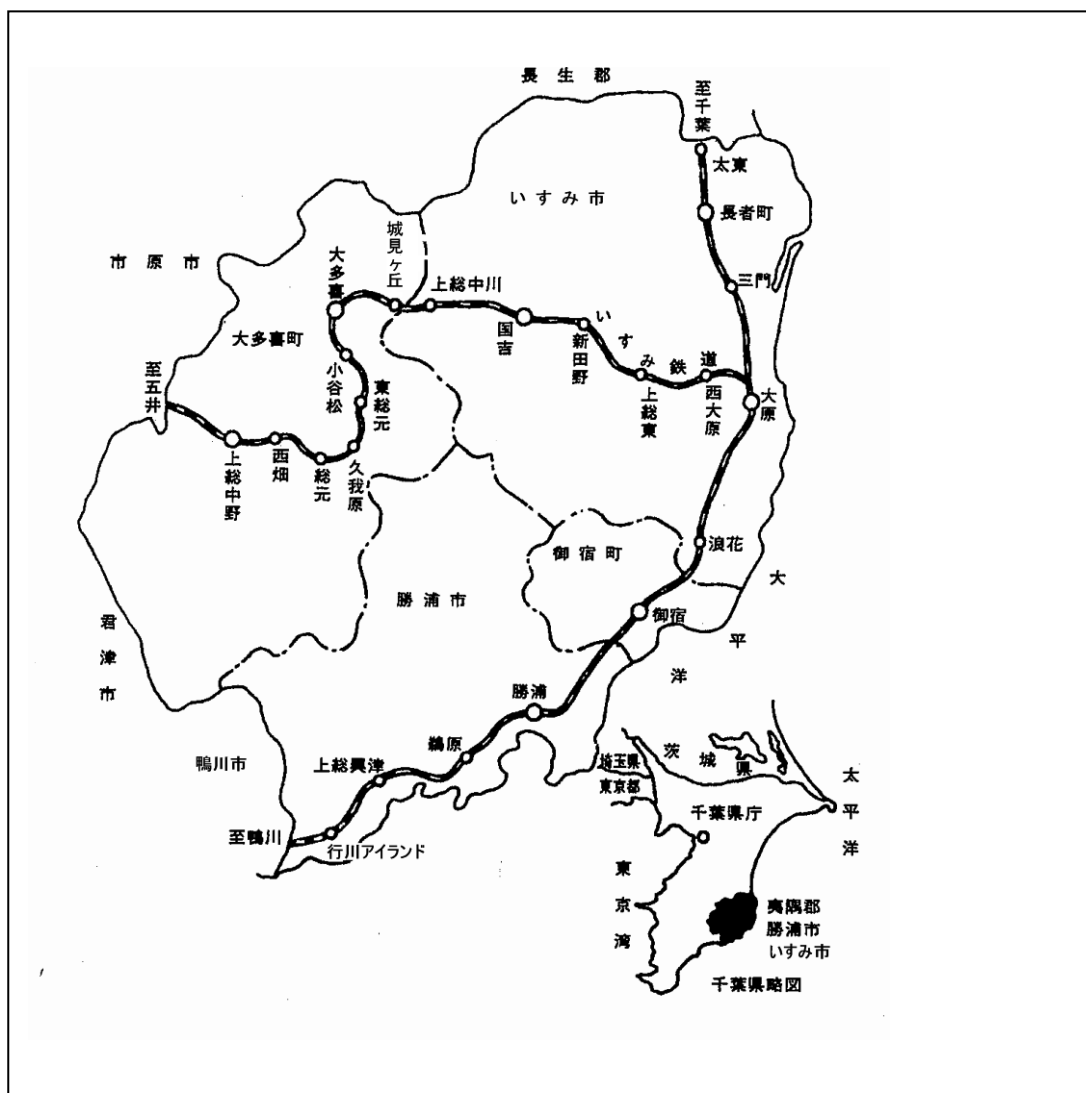 長生郡
至千葉
太東
いすみ市
長者町
城見ヶ丘
市原市
大多喜
上総中川
三門
国吉
大多喜町
新田野
いすみ鉄道
小谷松
東総元
上総東
西大原
大原
至五井
上総中野
西畑
総元
久我原
浪花
御宿町
大平洋
勝浦市
御宿
君津市
勝浦
鵜原
鴨川市
上総興津
至鴨川
行川アイランド
埼玉県
茨城県
東京都
太平洋
千葉県庁
東京湾
夷隅郡
勝浦市
いすみ市
千葉県略図